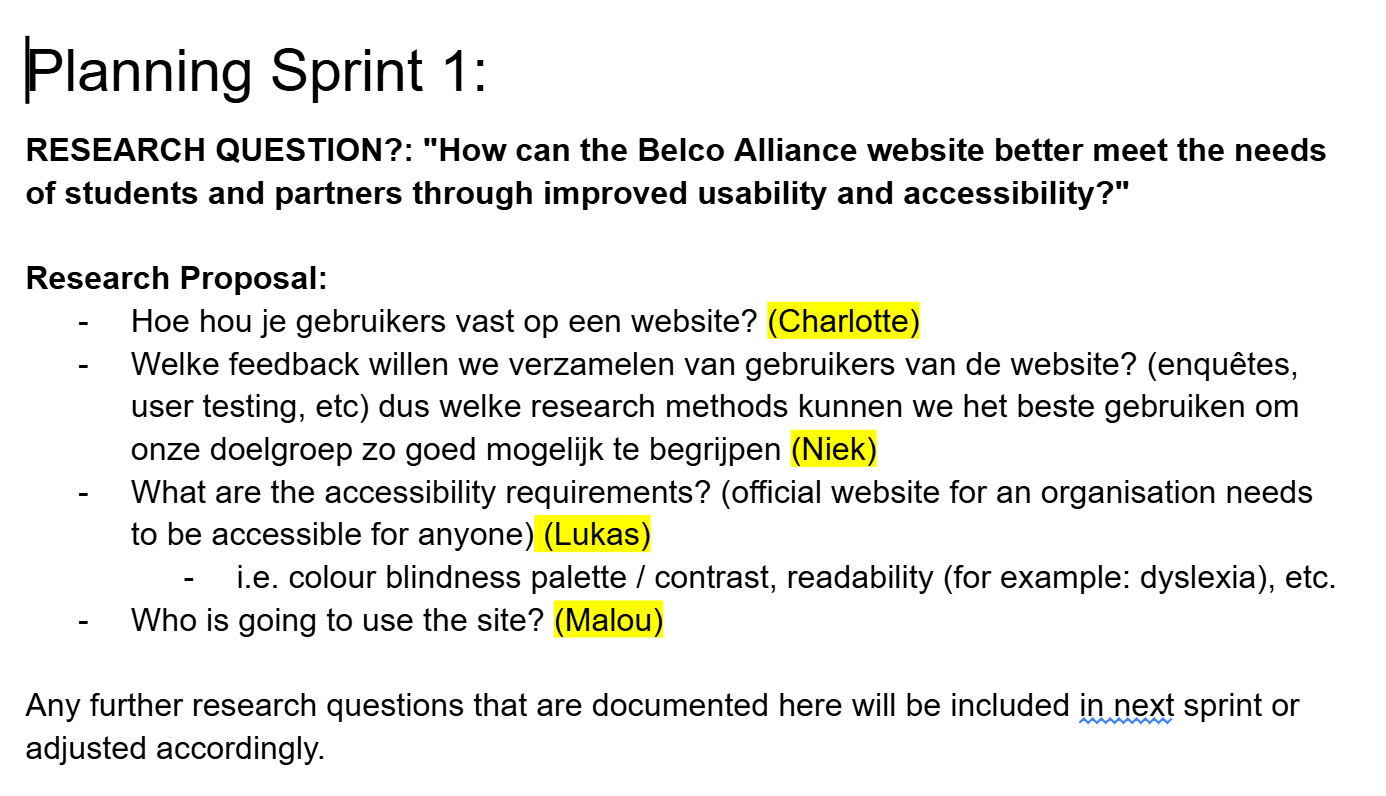 Planning Sprint 1:
RESEARCH QUESTION?: "How can the Belco Alliance website better meet the needs
of students and partners through improved usability and accessibility?"
Research Proposal:
- Hoe hou je gebruikers vast op een website? (Charlotte)
- Welke feedback willen we verzamelen van gebruikers van de website? (enquêtes,
user testing, etc) dus welke research methods kunnen we het beste gebruiken om
onze doelgroep zo goed mogelijk te begrijpen (Niek)
- What are the accessibility requirements? (official website for an organisation needs
to be accessible for anyone) (Lukas)
- i.e. colour blindness palette / contrast, readability (for example: dyslexia), etc.
- Who is going to use the site? (Malou)
Any further research questions that are documented here will be included in next sprint or
adjusted accordingly.